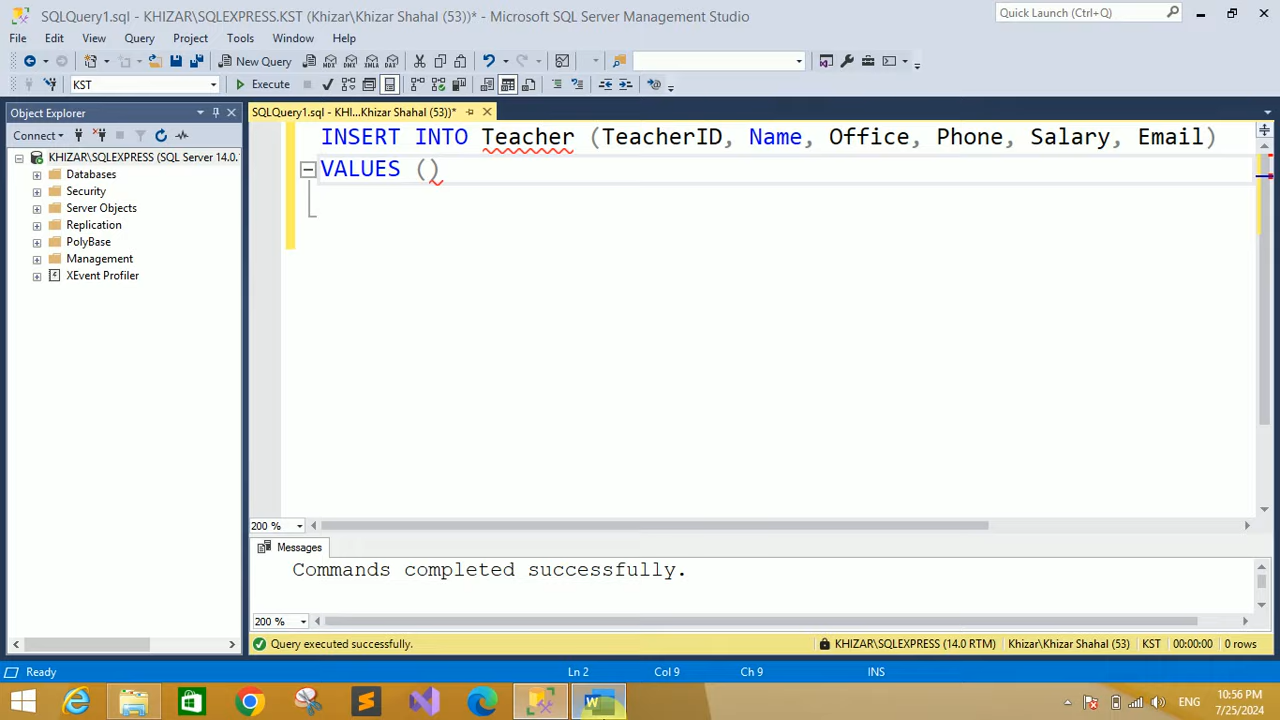 SQLQuery1.sql - KHIZAR\SQLEXPRESS.KST (Khizar\Khizar Shahal (53))* - Microsoft SQL Server Management Studio
Quick Launch (Ctrl+Q)
File Edit View Query Project Tools Window Help
New Query
MDX DMX XMLA DAX
KST
Execute
Object Explorer
SQLQuery1.sql - KHI...Khizar Shahal (53))*
Connect
KHIZAR\SQLEXPRESS (SQL Server 14.0.
Databases
Security
Server Objects
Replication
PolyBase
Management
XEvent Profiler
INSERT INTO Teacher (TeacherID, Name, Office, Phone, Salary, Email)
VALUES ()
200 %
Messages
Commands completed successfully.
200 %
Query executed successfully.
KHIZAR\SQLEXPRESS (14.0 RTM)
Khizar\Khizar Shahal (53)
KST
00:00:00
0 rows
Ready
Ln 2
Col 9
Ch 9
INS
ENG
10:56 PM
7/25/2024